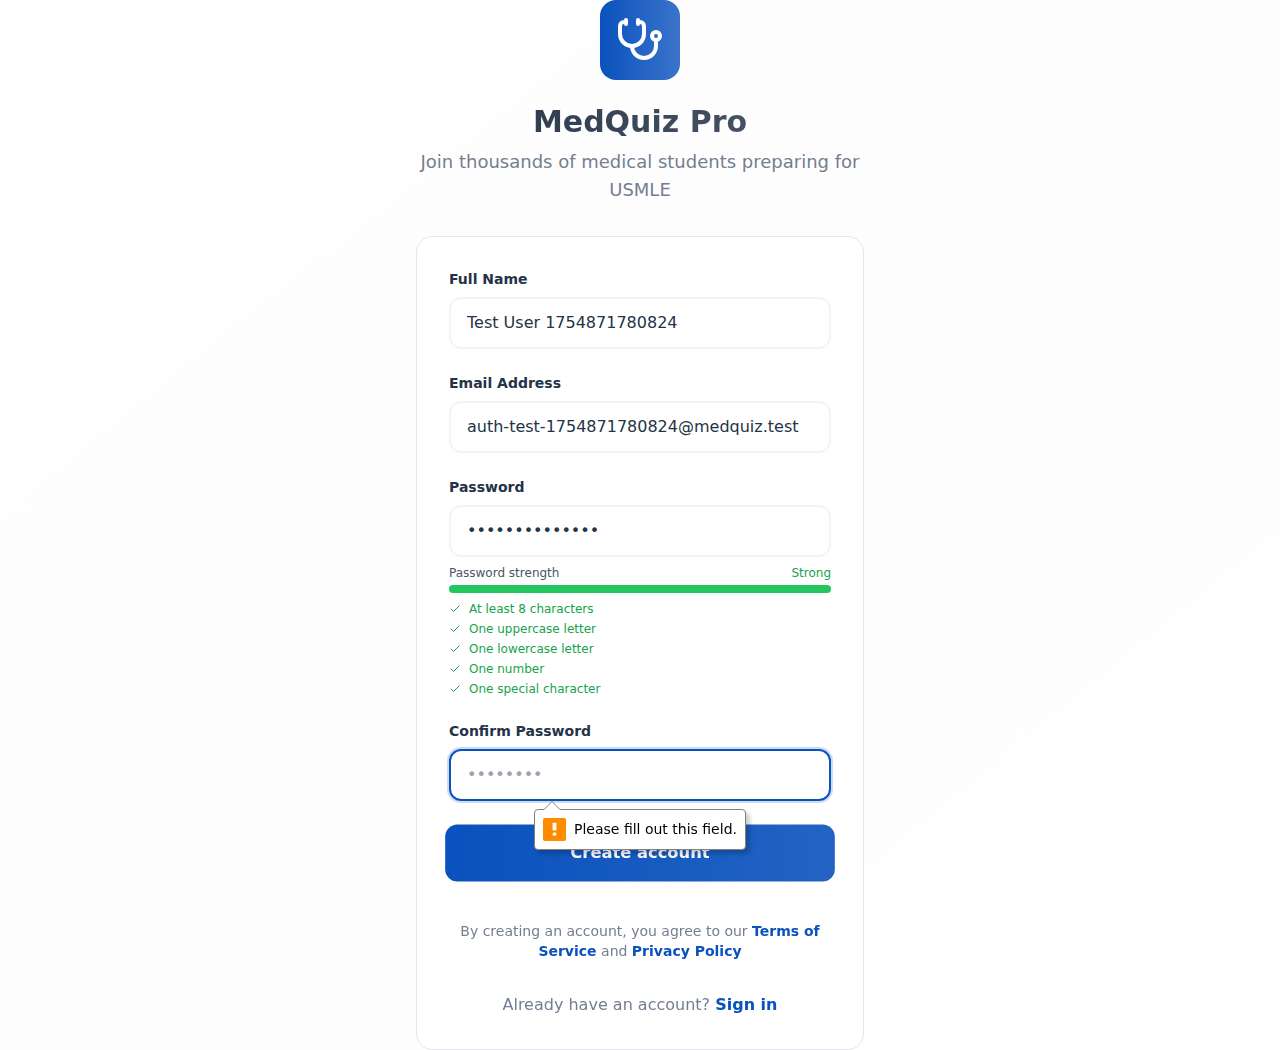 MedQuiz Pro
Join thousands of medical students preparing for
USMLE
Full Name
Test User 1754871780824
Email Address
auth-test-1754871780824@medquiz.test
Password
••••••••••••••
Password strength
Strong
At least 8 characters
One uppercase letter
One lowercase letter
One number
One special character
Confirm Password
••••••••
Please fill out this field.
Create account
By creating an account, you agree to our Terms of
Service and Privacy Policy
Already have an account? Sign in